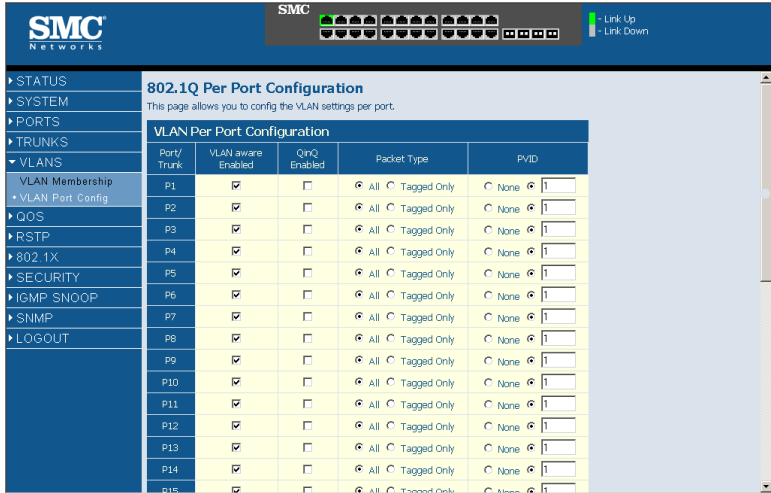 SMC
Networks
SMC
- Link Up
- Link Down
STATUS
SYSTEM
PORTS
TRUNKS
VLANS
VLAN Membership
• VLAN Port Config
QOS
RSTP
802.1X
SECURITY
IGMP SNOOP
SNMP
LOGOUT
802.1Q Per Port Configuration
This page allows you to config the VLAN settings per port.
VLAN Per Port Configuration
Port/ Trunk VLAN aware Enabled QinQ Enabled Packet Type PVID
P1 All Tagged Only None 1
P2 All Tagged Only None 1
P3 All Tagged Only None 1
P4 All Tagged Only None 1
P5 All Tagged Only None 1
P6 All Tagged Only None 1
P7 All Tagged Only None 1
P8 All Tagged Only None 1
P9 All Tagged Only None 1
P10 All Tagged Only None 1
P11 All Tagged Only None 1
P12 All Tagged Only None 1
P13 All Tagged Only None 1
P14 All Tagged Only None 1
P15 All Tagged Only None 1